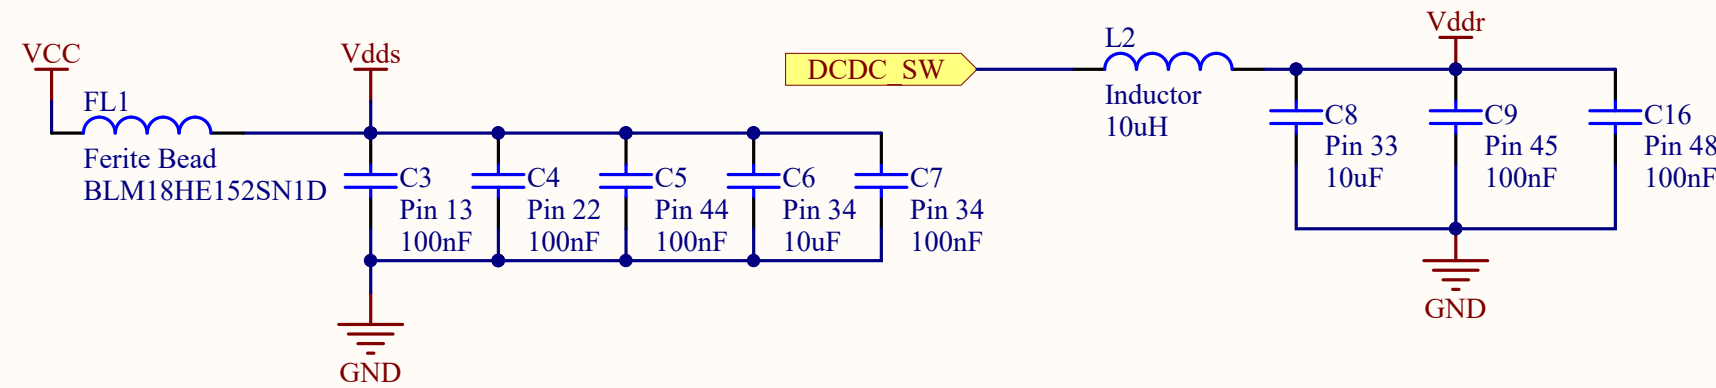 VCC
FL1
Ferite Bead
BLM18HE152SN1D
Vdds
C3
Pin 13
100nF
C4
Pin 22
100nF
C5
Pin 44
100nF
C6
Pin 34
10uF
C7
Pin 34
100nF
GND
DCDC_SW
L2
Inductor
10uH
Vddr
C8
Pin 33
10uF
C9
Pin 45
100nF
C16
Pin 48
100nF
GND